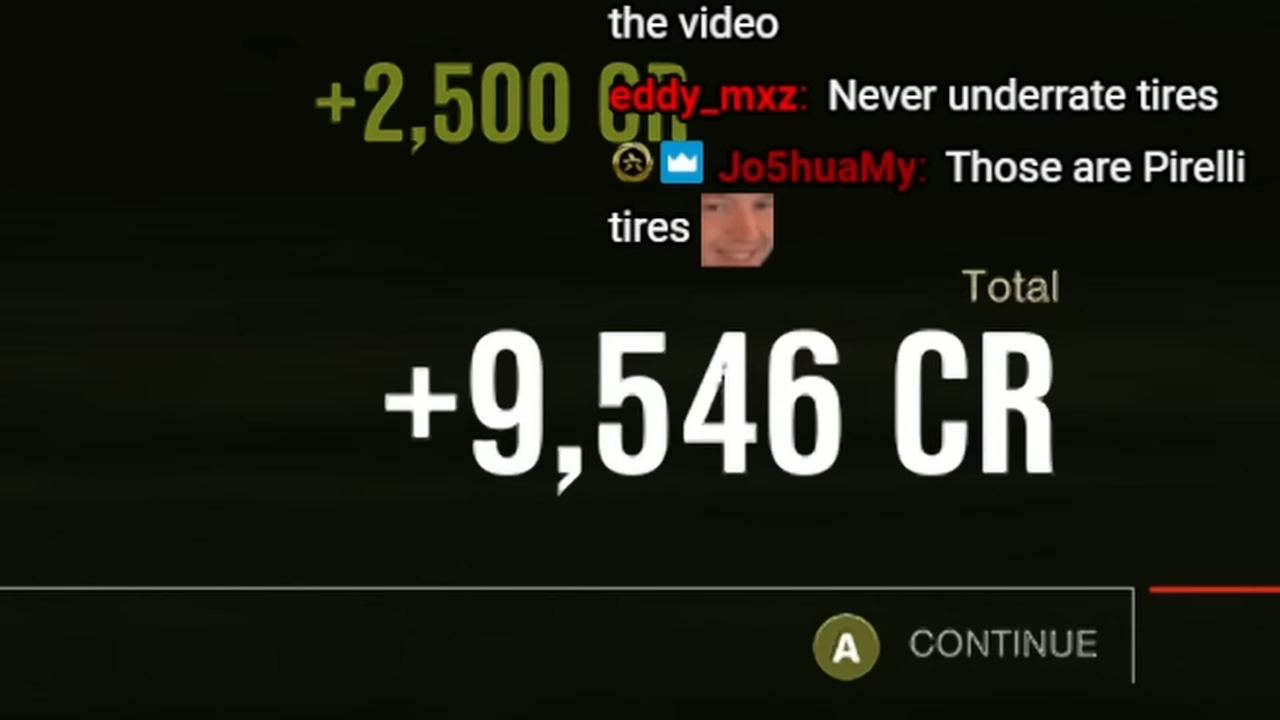 the video
+2,500 CR
eddy_mxz: Never underrate tires
Jo5huaMy: Those are Pirelli
tires
Total
+9,546 CR
A CONTINUE